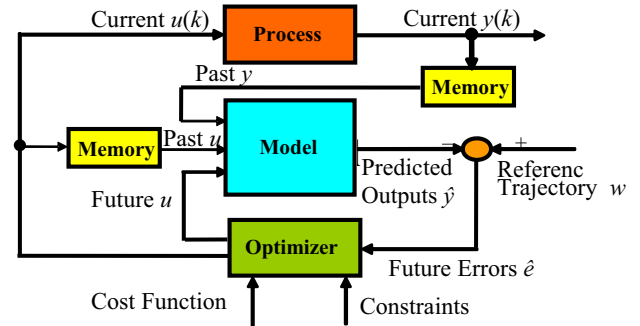 Current u(k)
Process
Current y(k)
Past y
Memory
Memory
Past u
Model
− +
Predicted
Outputs ŷ
Referenc
Trajectory w
Future u
Optimizer
Future Errors ê
Cost Function
Constraints